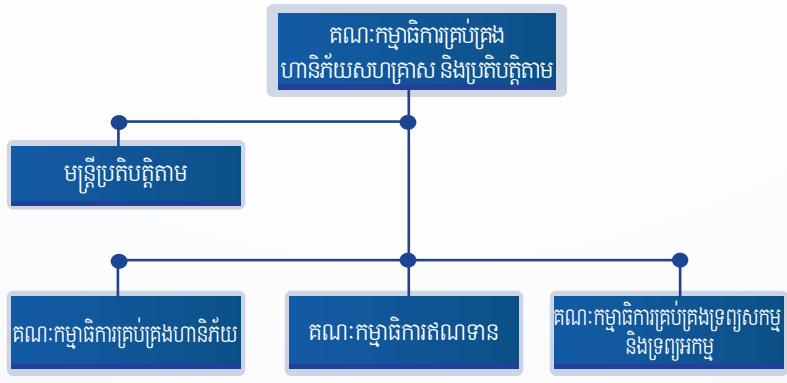 គណៈកម្មាធិការគ្រប់គ្រង
ហានិភ័យសហគ្រាស និងប្រតិបត្តិតាម
មន្ត្រីប្រតិបត្តិតាម
គណៈកម្មាធិការគ្រប់គ្រងហានិភ័យ
គណៈកម្មាធិការឥណទាន
គណៈកម្មាធិការគ្រប់គ្រងទ្រព្យសកម្ម
និងទ្រព្យអកម្ម